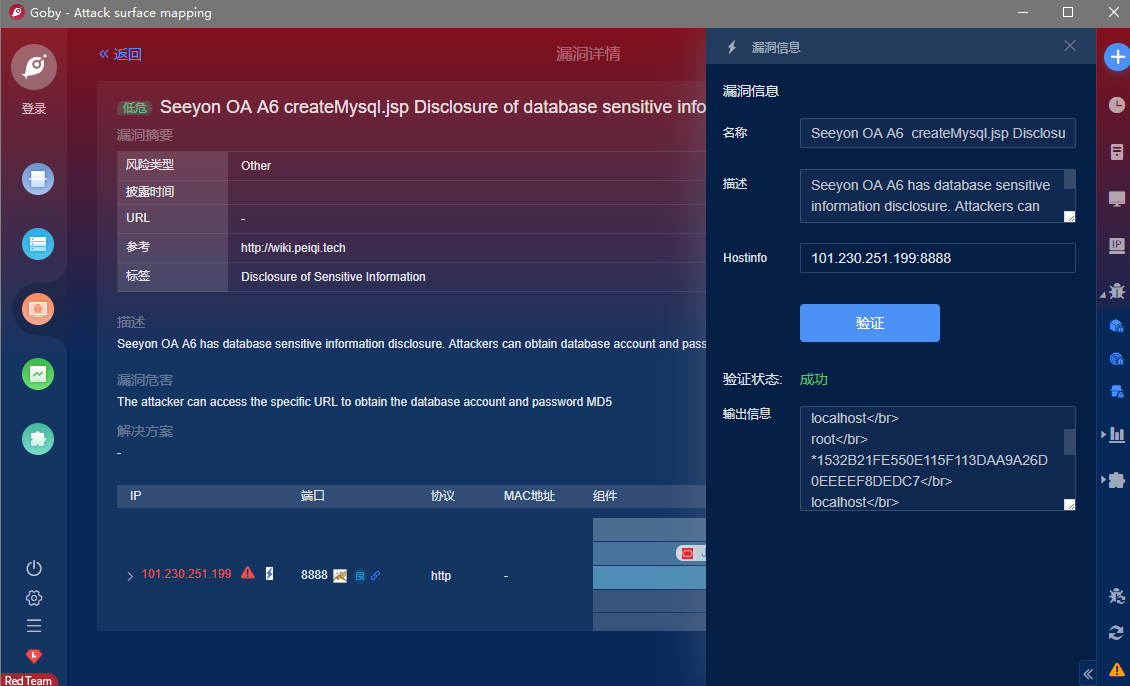 Goby - Attack surface mapping
登录
Red Team
« 返回
漏洞详情
低危 Seeyon OA A6 createMysql.jsp Disclosure of database sensitive info
漏洞摘要
风险类型 Other
披露时间
URL -
参考 http://wiki.peiqi.tech
标签 Disclosure of Sensitive Information
描述
Seeyon OA A6 has database sensitive information disclosure. Attackers can obtain database account and pass
漏洞危害
The attacker can access the specific URL to obtain the database account and password MD5
解决方案
-
IP 端口 协议 MAC地址 组件
101.230.251.199 8888 http -
漏洞信息
漏洞信息
名称 Seeyon OA A6 createMysql.jsp Disclosu
描述 Seeyon OA A6 has database sensitive
information disclosure. Attackers can
Hostinfo 101.230.251.199:8888
验证
验证状态: 成功
输出信息 localhost</br>
root</br>
*1532B21FE550E115F113DAA9A26D
0EEEEF8DEDC7</br>
localhost</br>
IP